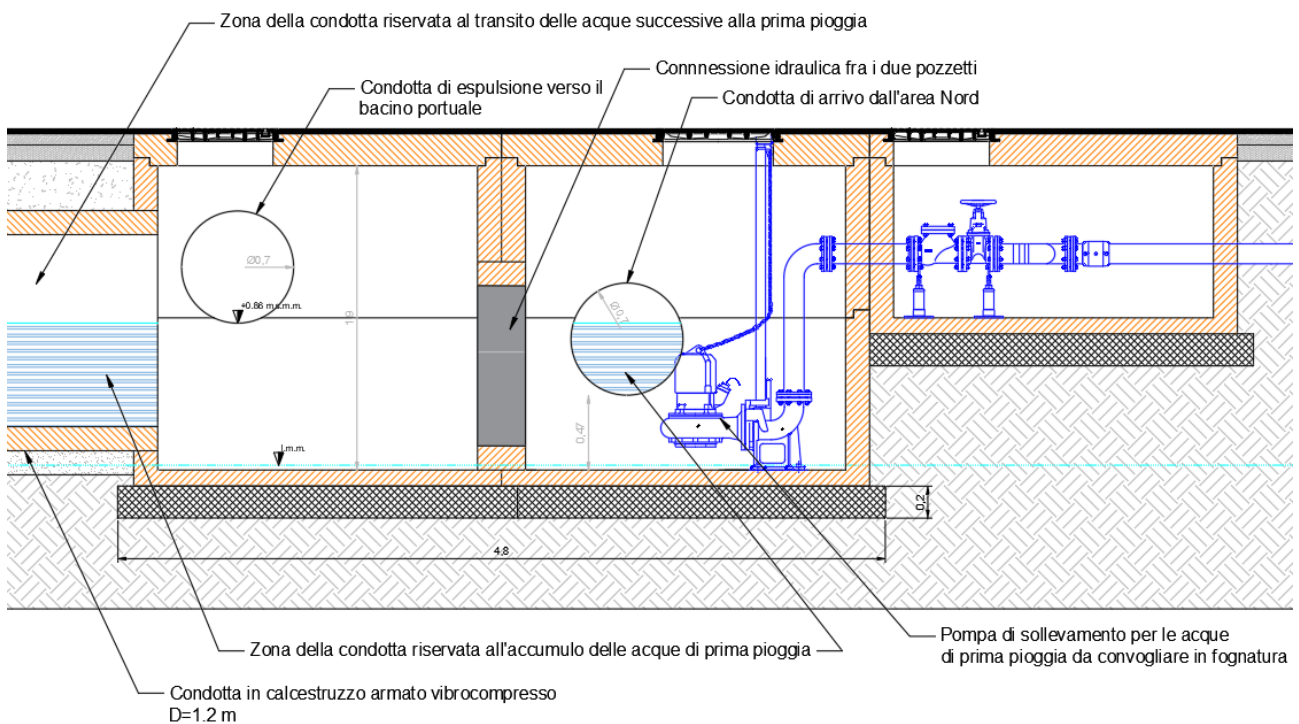 Zona della condotta riservata al transito delle acque successive alla prima pioggia
Connnessione idraulica fra i due pozzetti
Condotta di espulsione verso il
bacino portuale
Condotta di arrivo dall'area Nord
Ø0,7
+0.86 m s.m.m.
1,9
Ø0,7
0,47
l.m.m.
0,2
4,8
Zona della condotta riservata all'accumulo delle acque di prima pioggia
Pompa di sollevamento per le acque
di prima pioggia da convogliare in fognatura
Condotta in calcestruzzo armato vibrocompresso
D=1.2 m